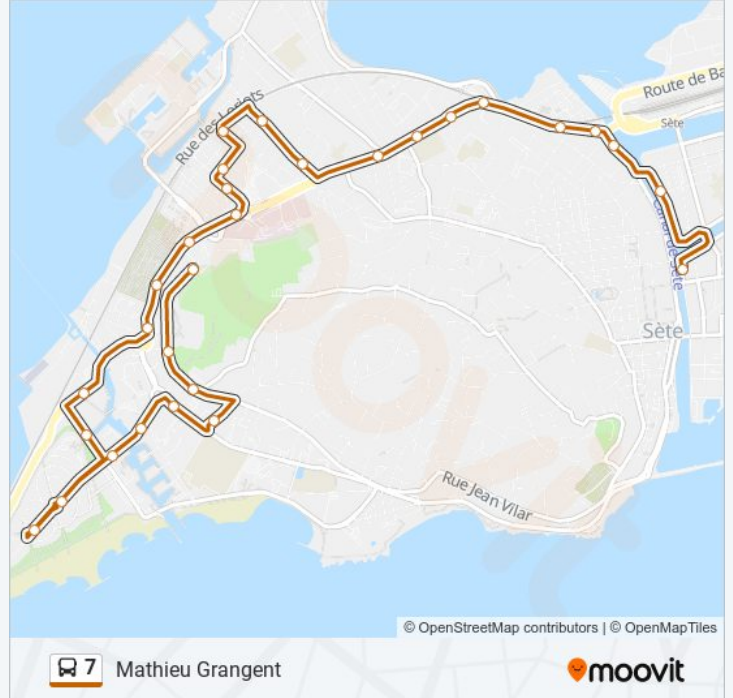 Rue des Loriots
Route de Ba
Sète
Canal de Sète
Sète
Rue Jean Vilar
© OpenStreetMap contributors | © OpenMapTiles
7 Mathieu Grangent
moovit